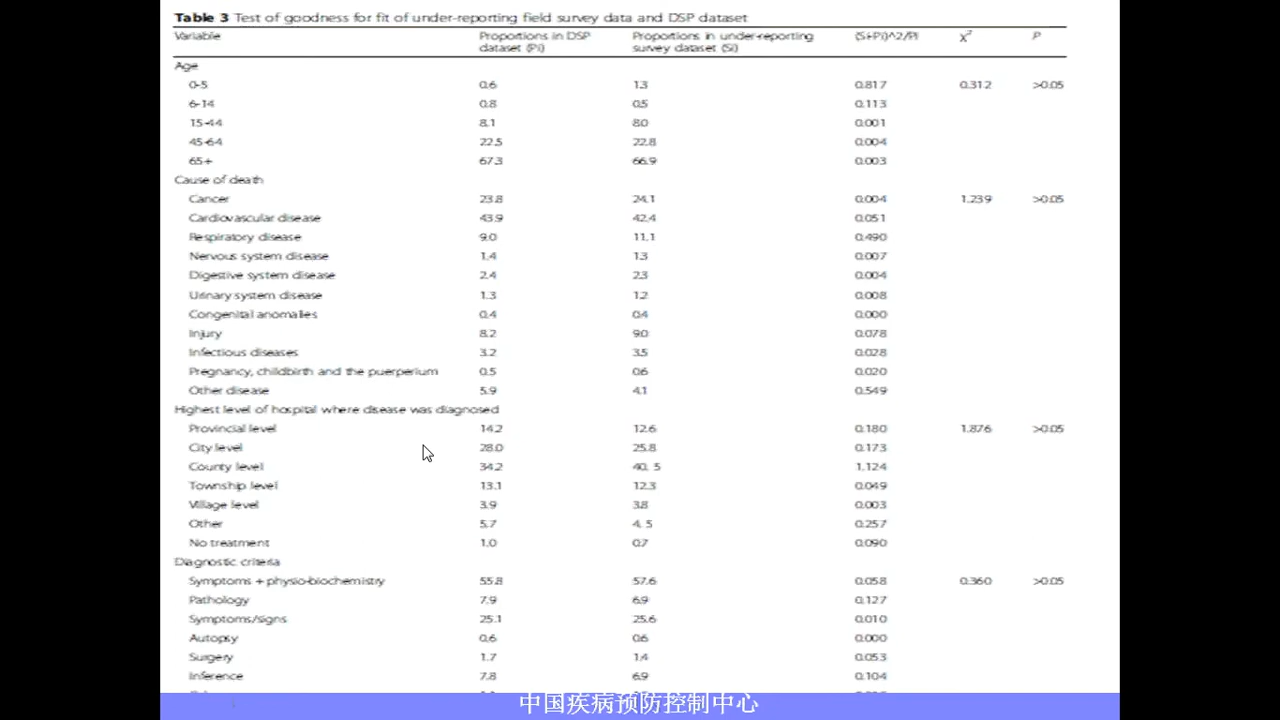 Table 3 Test of goodness for fit of under-reporting field survey data and DSP dataset
Variable Proportions in DSP dataset (Pi) Proportions in under-reporting survey dataset (Si) (Si-Pi)^2/Pi χ² P
Age
0-5 0.6 1.3 0.817 0.312 >0.05
6-14 0.8 0.5 0.113
15-44 8.1 8.0 0.001
45-64 22.5 22.8 0.004
65+ 67.3 66.9 0.003
Cause of death
Cancer 23.8 24.1 0.004 1.239 >0.05
Cardiovascular disease 43.9 42.4 0.051
Respiratory disease 9.0 11.1 0.490
Nervous system disease 1.4 1.3 0.007
Digestive system disease 2.4 2.3 0.004
Urinary system disease 1.3 1.2 0.008
Congenital anomalies 0.4 0.4 0.000
Injury 8.2 9.0 0.078
Infectious diseases 3.2 3.5 0.028
Pregnancy, childbirth and the puerperium 0.5 0.6 0.020
Other disease 5.9 4.1 0.549
Highest level of hospital where disease was diagnosed
Provincial level 14.2 12.6 0.180 1.876 >0.05
City level 28.0 25.8 0.173
County level 34.2 40. 5 1.124
Township level 13.1 12.3 0.049
Village level 3.9 3.8 0.003
Other 5.7 4. 5 0.257
No treatment 1.0 0.7 0.090
Diagnostic criteria
Symptoms + physio-biochemistry 55.8 57.6 0.058 0.360 >0.05
Pathology 7.9 6.9 0.127
Symptoms/signs 25.1 25.6 0.010
Autopsy 0.6 0.6 0.000
Surgery 1.7 1.4 0.053
Inference 7.8 6.9 0.104
中国疾病预防控制中心